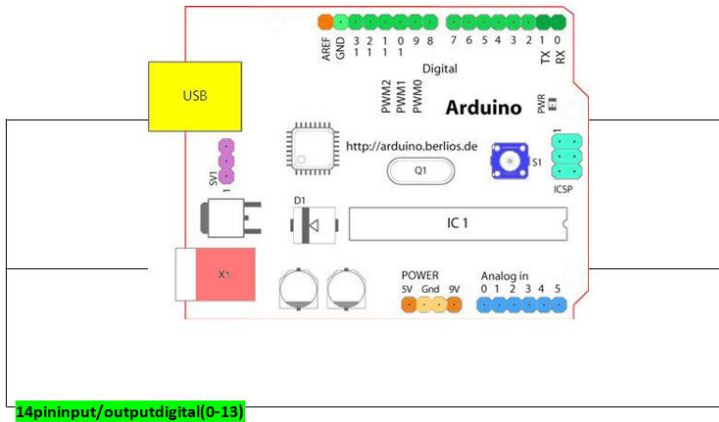 AREF
GND
13
12
11
10
9
8
7
6
5
4
3
2
1
0
TX
RX
Digital
USB
PWM2
PWM1
PWM0
Arduino
PWR
http://arduino.berlios.de
1
S1
Q1
SV1
1
ICSP
D1
IC 1
X1
POWER
5V Gnd 9V
Analog in
0 1 2 3 4 5
14pininput/outputdigital(0-13)